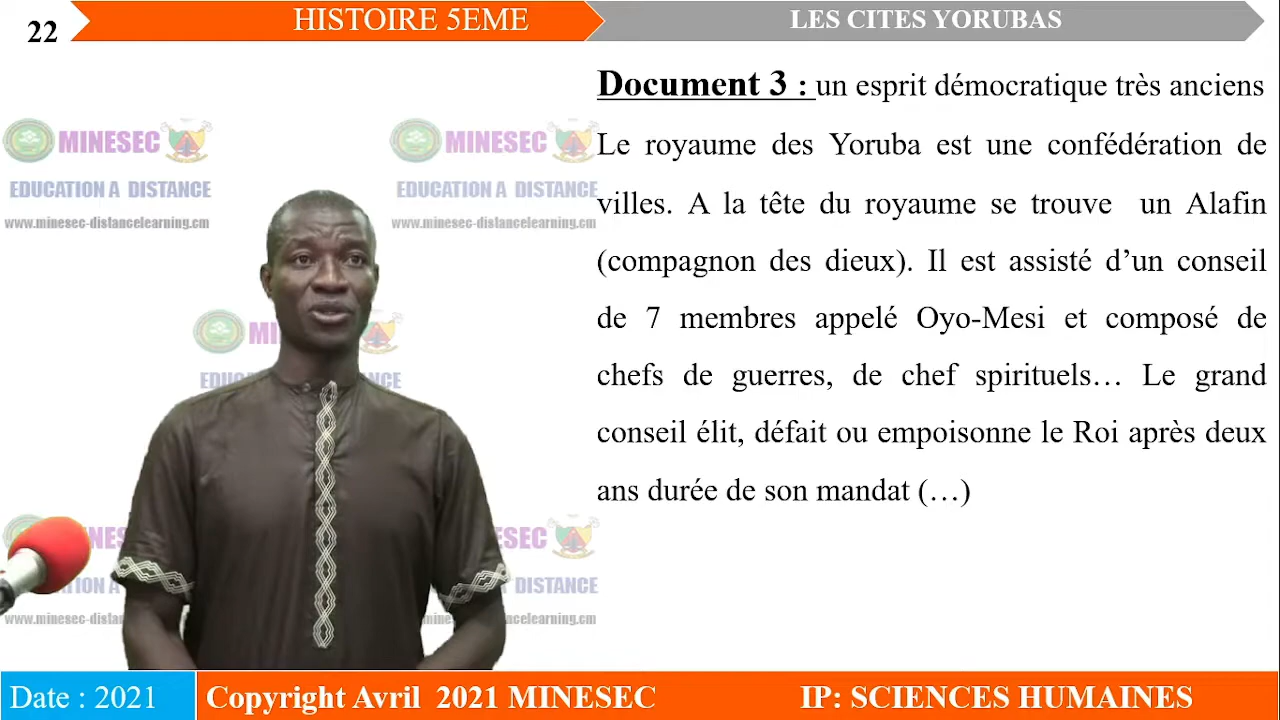 22
HISTOIRE 5EME
LES CITES YORUBAS
Document 3 : un esprit démocratique très anciens
Le royaume des Yoruba est une confédération de
villes. A la tête du royaume se trouve un Alafin
(compagnon des dieux). Il est assisté d’un conseil
de 7 membres appelé Oyo-Mesi et composé de
chefs de guerres, de chef spirituels… Le grand
conseil élit, défait ou empoisonne le Roi après deux
ans durée de son mandat (…)
MINESEC
EDUCATION A DISTANCE
www.minesec-distancelearning.cm
MINESEC
EDUCATION A DISTANCE
www.minesec-distancelearning.cm
Date : 2021
Copyright Avril 2021 MINESEC
IP: SCIENCES HUMAINES